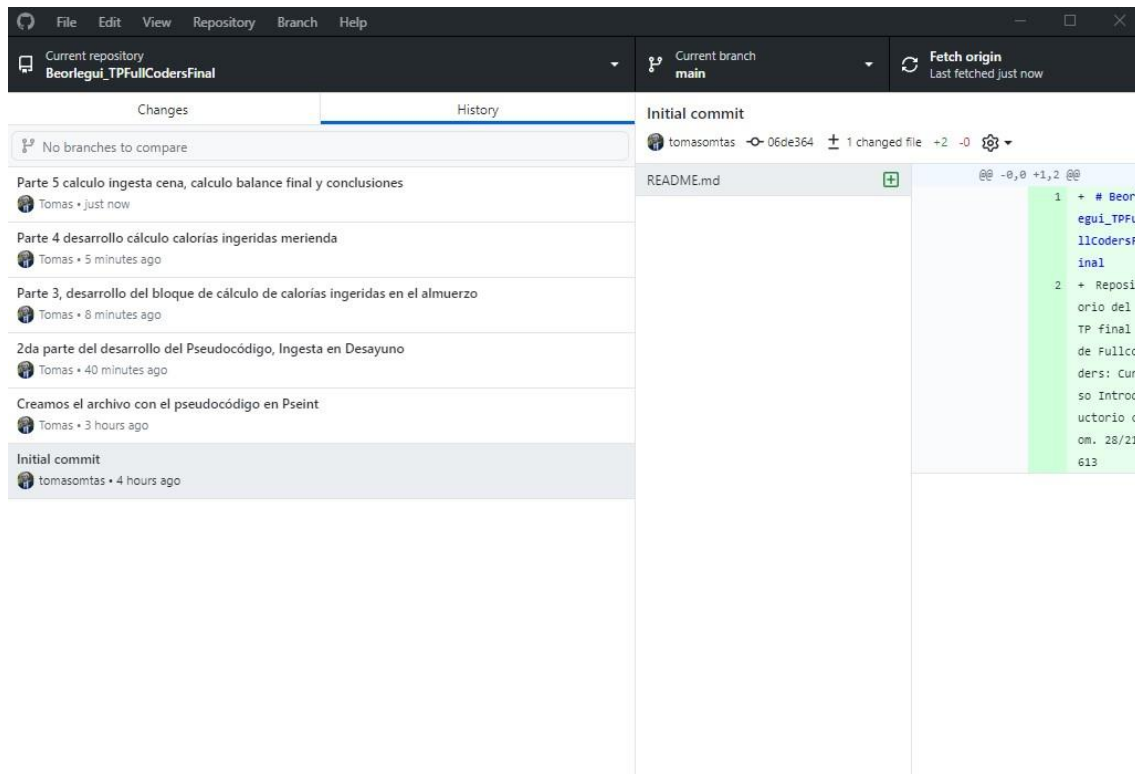 File Edit View Repository Branch Help
Current repository
Beorlegui_TPFullCodersFinal
Current branch
main
Fetch origin
Last fetched just now
Changes
History
No branches to compare
Parte 5 calculo ingesta cena, calculo balance final y conclusiones
Tomas • just now
Parte 4 desarrollo cálculo calorías ingeridas merienda
Tomas • 5 minutes ago
Parte 3, desarrollo del bloque de cálculo de calorías ingeridas en el almuerzo
Tomas • 8 minutes ago
2da parte del desarrollo del Pseudocódigo, Ingesta en Desayuno
Tomas • 40 minutes ago
Creamos el archivo con el pseudocódigo en Pseint
Tomas • 3 hours ago
Initial commit
tomasomtas • 4 hours ago
Initial commit
tomasomtas 06de364 1 changed file +2 -0
README.md
@@ -0,0 +1,2 @@
1 + # Beor
egui_TPFu
llCodersF
inal
2 + Reposi
orio del
TP final
de Fullco
ders: Cur
so Introd
uctorio c
om. 28/21
613